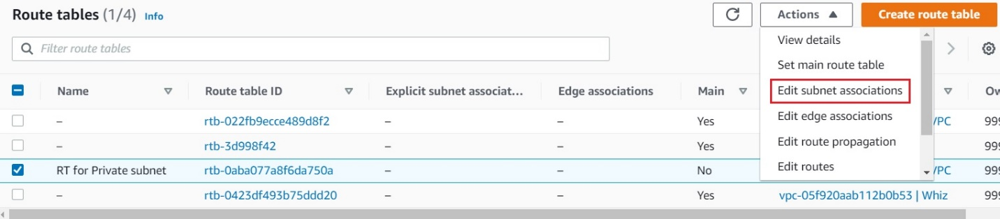 Route tables (1/4) Info
Actions ▲
Create route table
Filter route tables
View details
Set main route table
Edit subnet associations
Edit edge associations
Edit route propagation
Edit routes
Name Route table ID Explicit subnet associat... Edge associations Main
– rtb-022fb9ecce489d8f2 – – Yes VPC 999
– rtb-3d998f42 – – Yes 999
RT for Private subnet rtb-0aba077a8f6da750a – – No VPC 999
– rtb-0423df493b75ddd20 – – Yes vpc-05f920aab112b0b53 | Whiz 999